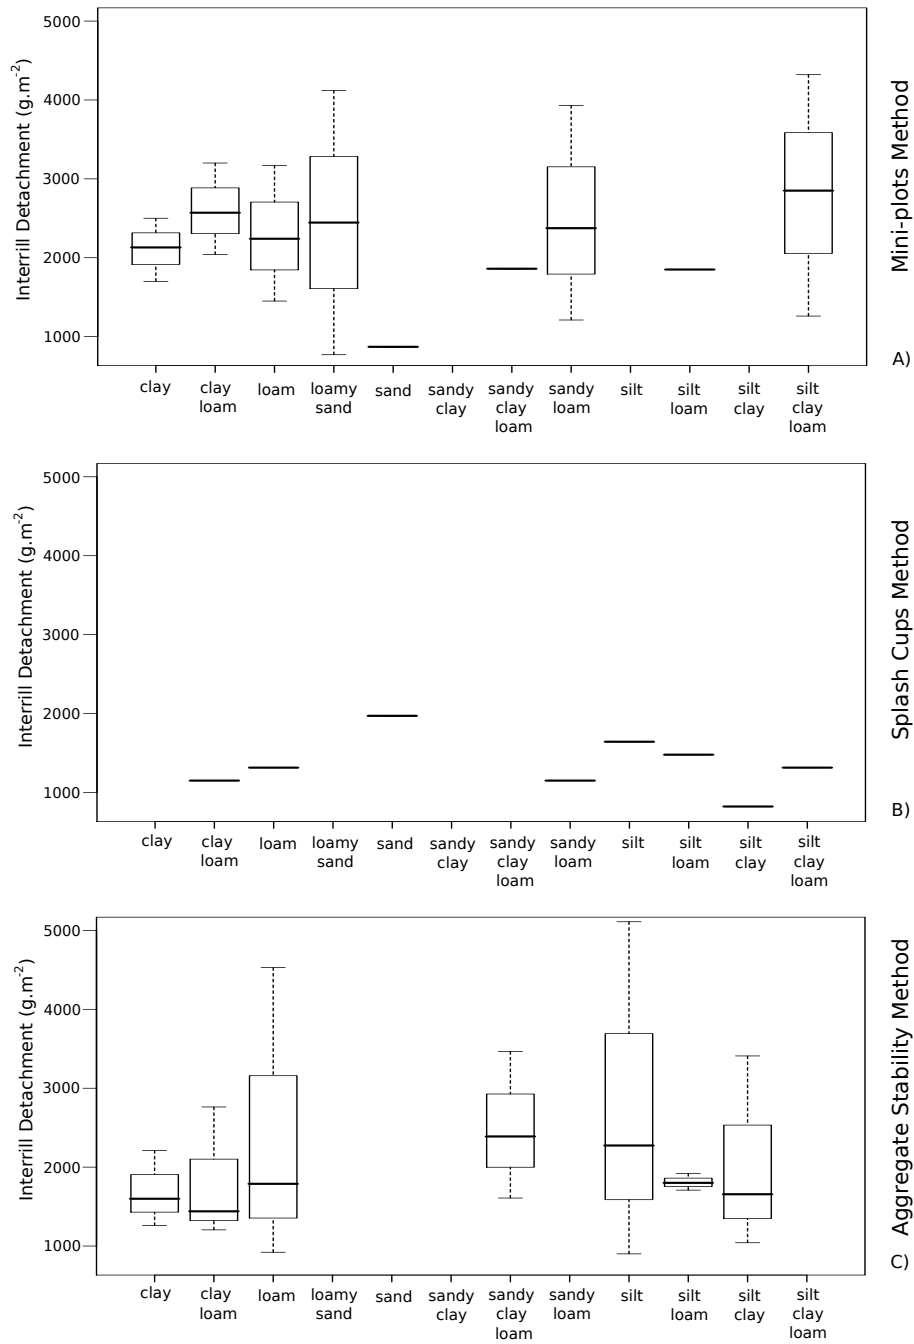 5000
4000
3000
2000
1000
Interrill Detachment (g.m-2)
Mini-plots Method
A)
clay
clay loam
loam
loamy sand
sand
sandy clay
sandy clay loam
sandy loam
silt
silt loam
silt clay
silt clay loam
5000
4000
3000
2000
1000
Interrill Detachment (g.m-2)
Splash Cups Method
B)
clay
clay loam
loam
loamy sand
sand
sandy clay
sandy clay loam
sandy loam
silt
silt loam
silt clay
silt clay loam
5000
4000
3000
2000
1000
Interrill Detachment (g.m-2)
Aggregate Stability Method
C)
clay
clay loam
loam
loamy sand
sand
sandy clay
sandy clay loam
sandy loam
silt
silt loam
silt clay
silt clay loam